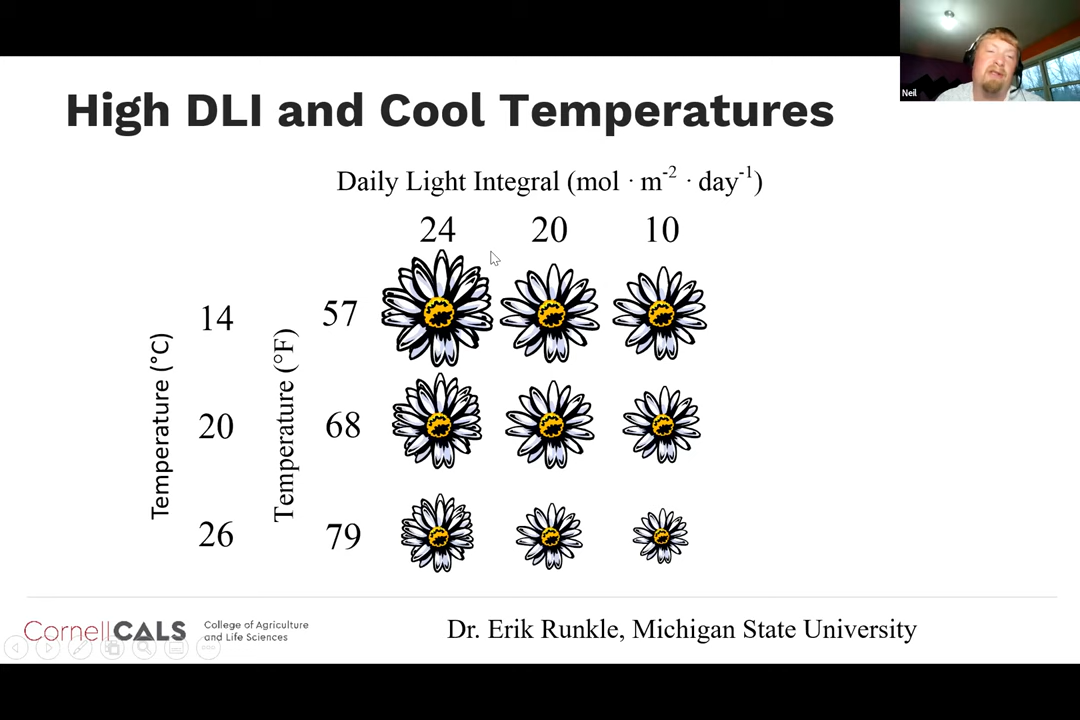 Neil
High DLI and Cool Temperatures
Daily Light Integral (mol · m-2 · day-1)
24 20 10
Temperature (°C)
Temperature (°F)
14 57
20 68
26 79
CornellCALS
College of Agriculture
and Life Sciences
Dr. Erik Runkle, Michigan State University